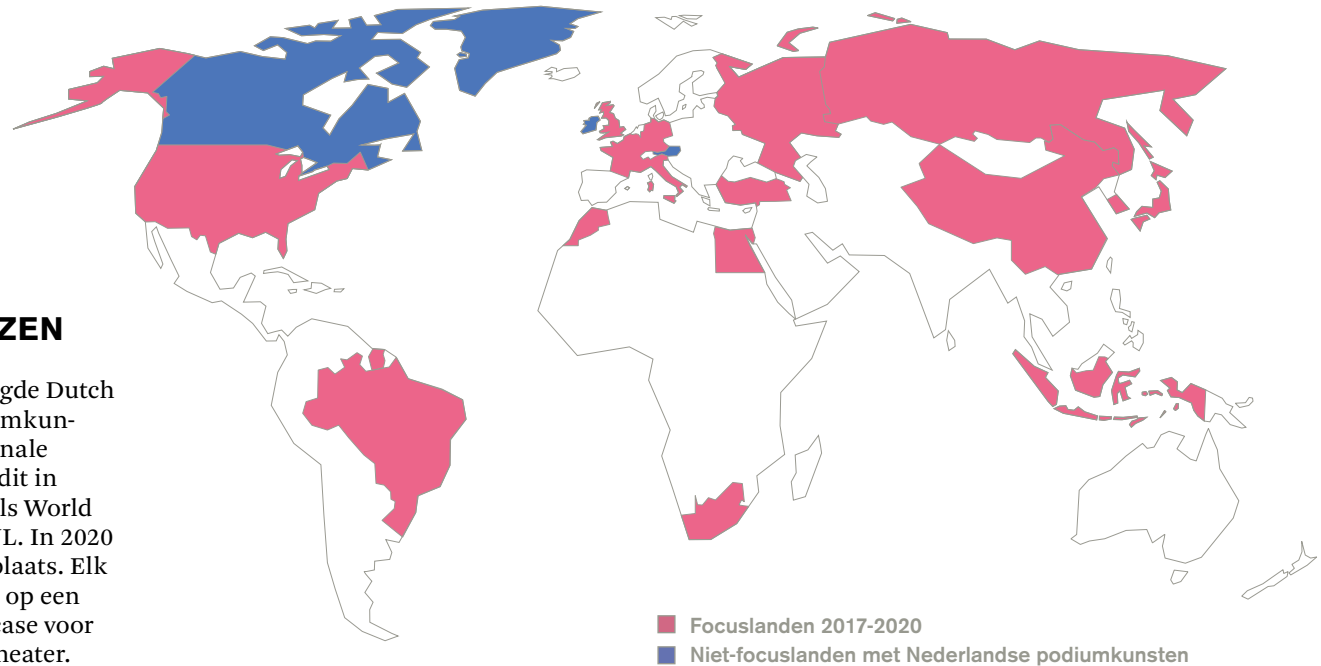 ZEN
gde Dutch
mkun-
nale
dit in
ls World
L. In 2020
plaats. Elk
op een
ase voor
heater.
Focuslanden 2017-2020
Niet-focuslanden met Nederlandse podiumkunsten